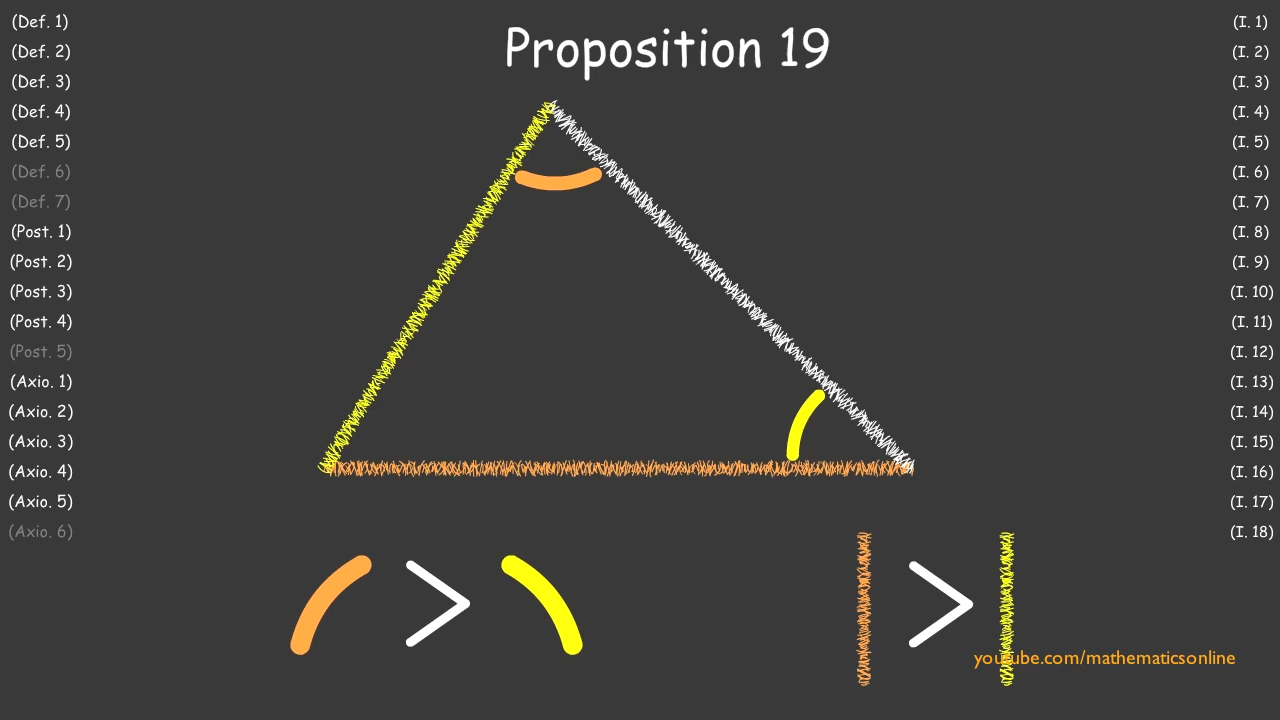 Proposition 19
(Def. 1)
(Def. 2)
(Def. 3)
(Def. 4)
(Def. 5)
(Def. 6)
(Def. 7)
(Post. 1)
(Post. 2)
(Post. 3)
(Post. 4)
(Post. 5)
(Axio. 1)
(Axio. 2)
(Axio. 3)
(Axio. 4)
(Axio. 5)
(Axio. 6)
(I. 1)
(I. 2)
(I. 3)
(I. 4)
(I. 5)
(I. 6)
(I. 7)
(I. 8)
(I. 9)
(I. 10)
(I. 11)
(I. 12)
(I. 13)
(I. 14)
(I. 15)
(I. 16)
(I. 17)
(I. 18)
>
>
youtube.com/mathematicsonline